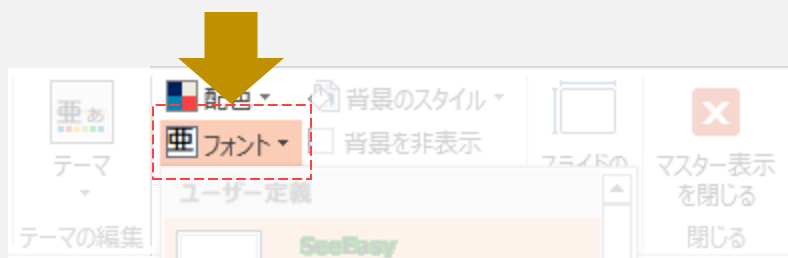 配色
背景のスタイル
亜あ
亜 フォント
背景を非表示
テーマ
スライドの
マスター表示
を閉じる
ユーザー定義
テーマの編集
閉じる
SeeEasy